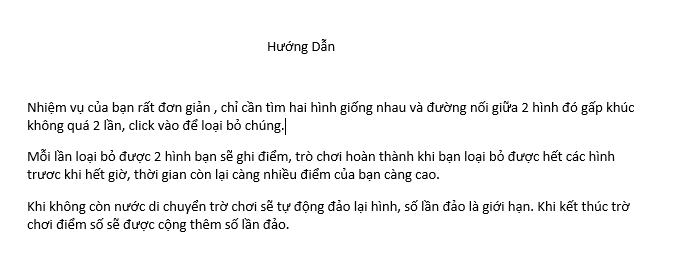 Hướng Dẫn
Nhiệm vụ của bạn rất đơn giản , chỉ cần tìm hai hình giống nhau và đường nối giữa 2 hình đó gấp khúc
không quá 2 lần, click vào để loại bỏ chúng.
Mỗi lần loại bỏ được 2 hình bạn sẽ ghi điểm, trò chơi hoàn thành khi bạn loại bỏ được hết các hình
trươc khi hết giờ, thời gian còn lại càng nhiều điểm của bạn càng cao.
Khi không còn nước di chuyển trờ chơi sẽ tự động đảo lại hình, số lần đảo là giới hạn. Khi kết thúc trờ
chơi điểm số sẽ được cộng thêm số lần đảo.